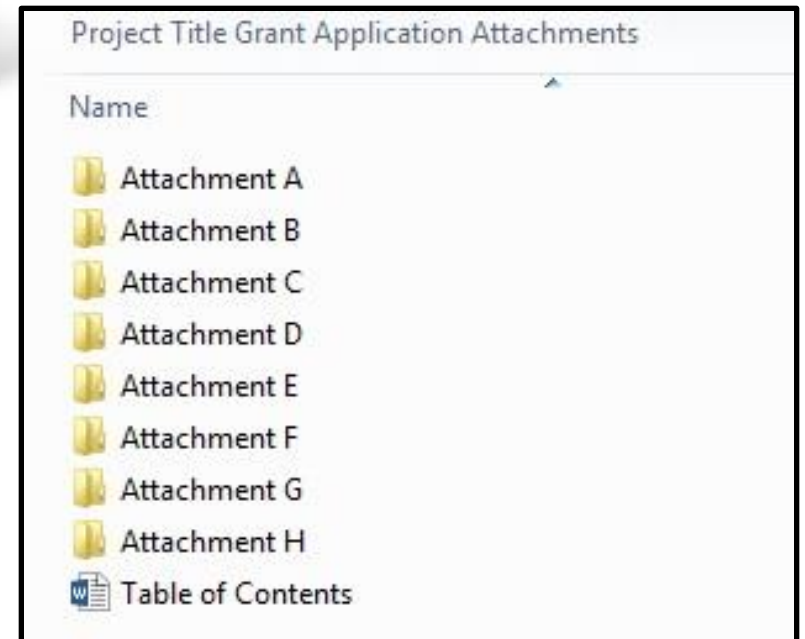 Project Title Grant Application Attachments
Name
Attachment A
Attachment B
Attachment C
Attachment D
Attachment E
Attachment F
Attachment G
Attachment H
Table of Contents